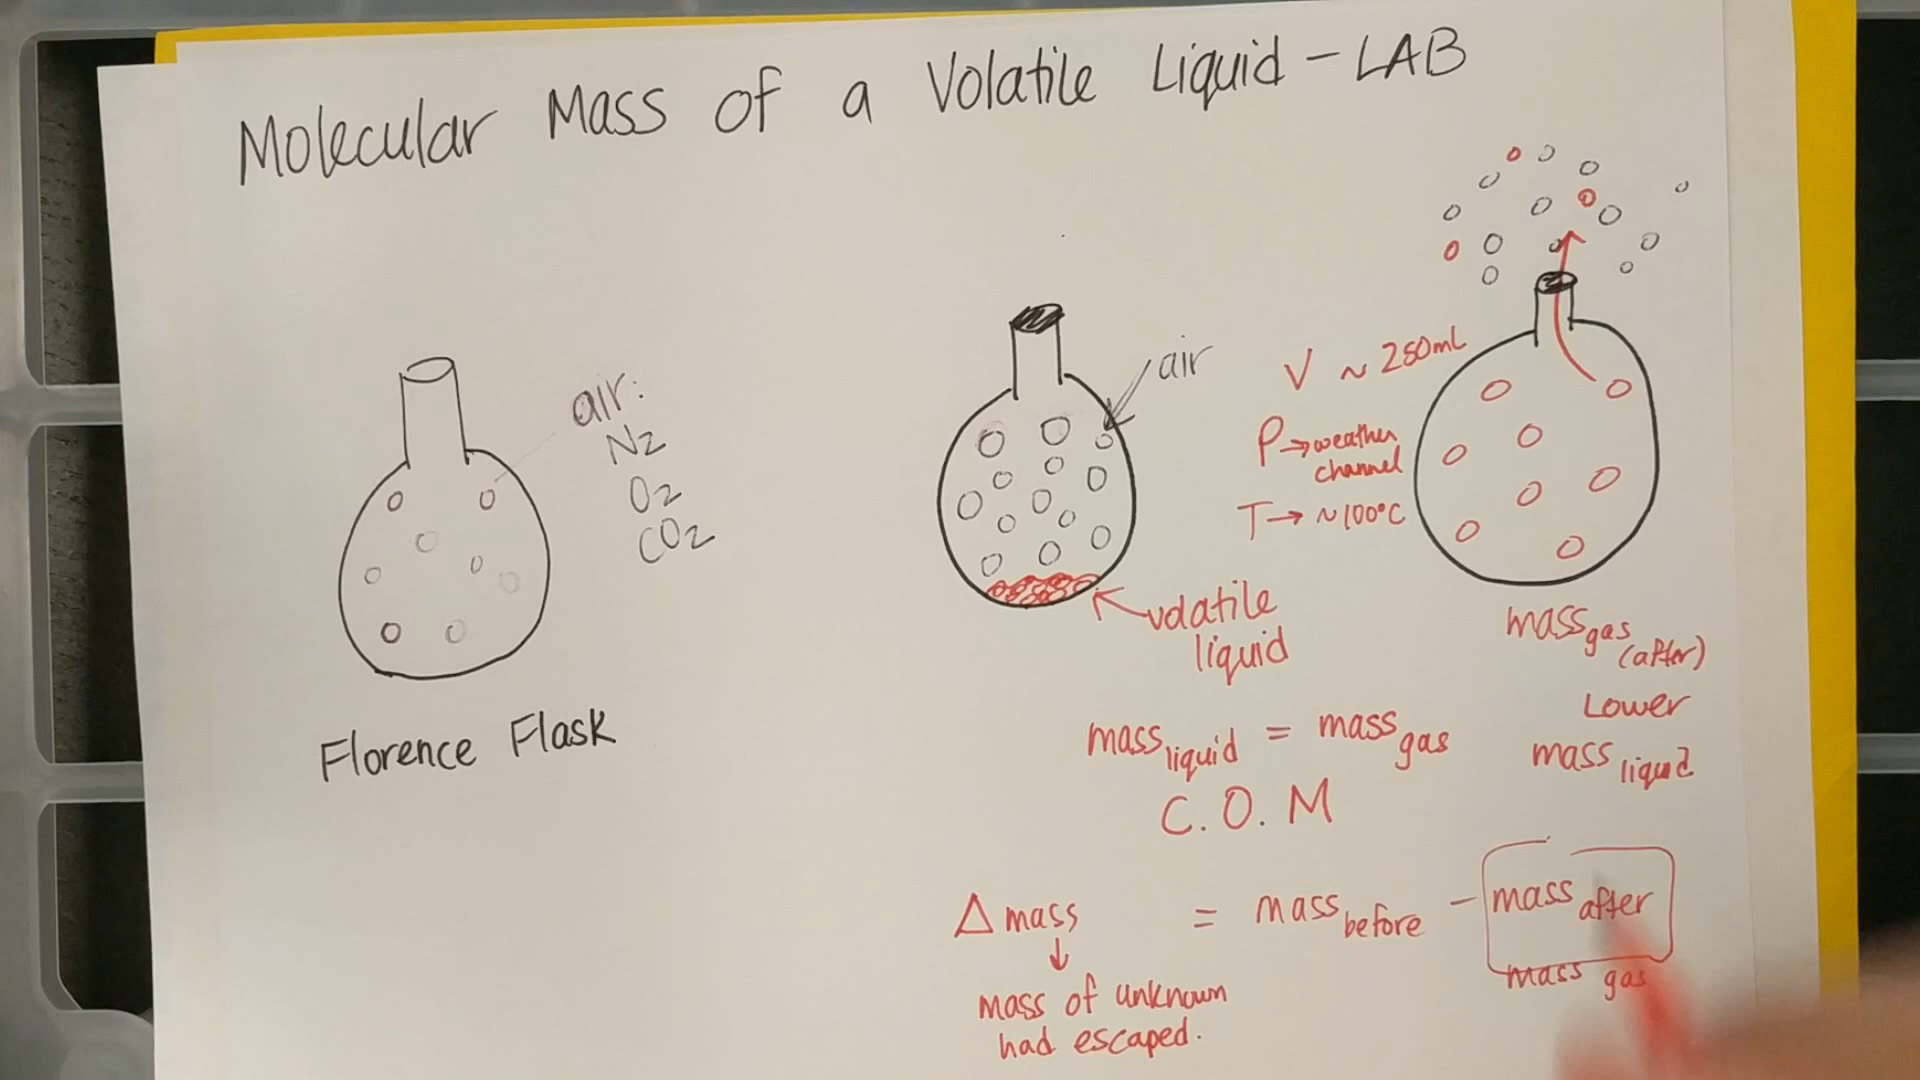 Molecular Mass of a Volatile Liquid - LAB
air:
N2
O2
CO2
Florence Flask
air
volatile
liquid
V ~ 250mL
P → weather
channel
T → ~100°C
mass gas (after)
Lower
mass liquid
mass liquid = mass gas
C.O.M
Δ mass = mass before - mass after
mass gas
↓
mass of unknown
had escaped.